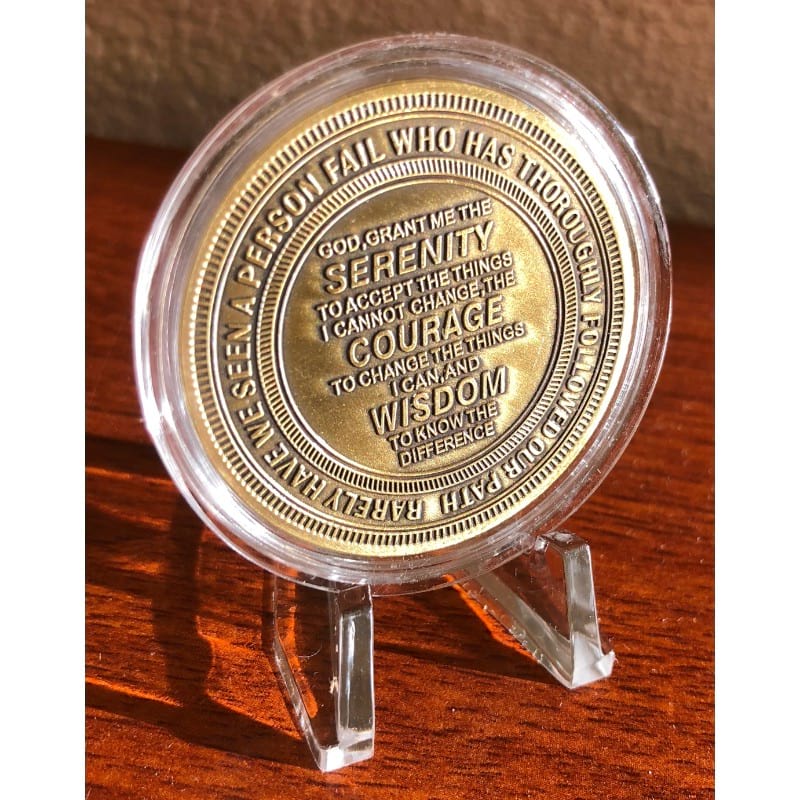 RARELY HAVE WE SEEN A PERSON FAIL WHO HAS THOROUGHLY FOLLOWED OUR PATH
GOD, GRANT ME THE
SERENITY
TO ACCEPT THE THINGS
I CANNOT CHANGE, THE
COURAGE
TO CHANGE THE THINGS
I CAN, AND
WISDOM
TO KNOW THE
DIFFERENCE